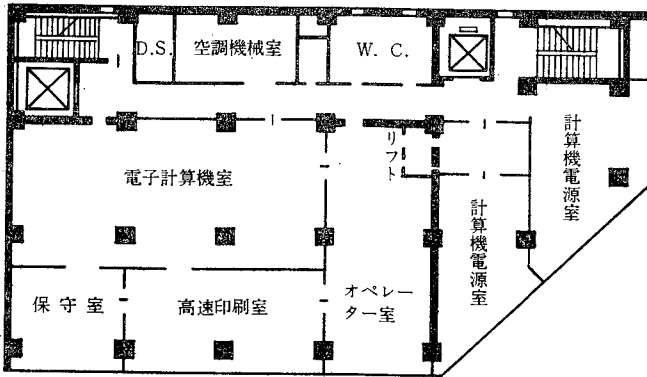 D.S.
空調機械室
W. C.
リフト
計算機電源室
電子計算機室
計算機電源室
オペレー
ター室
保守室
高速印刷室